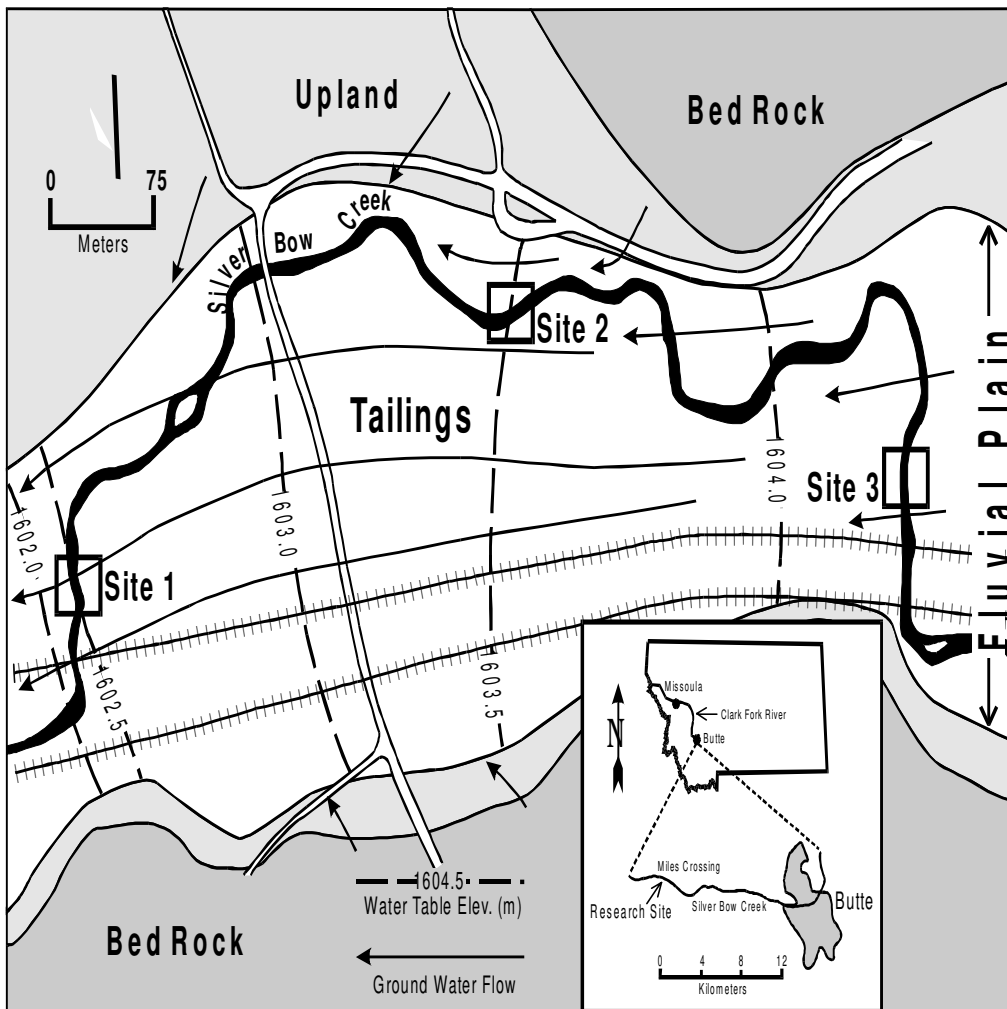 Upland
Bed Rock
0 75
Meters
Silver Bow Creek
Site 2
Tailings
Site 3
Site 1
1602.0
1602.5
1603.0
1603.5
1604.0
Fluvial Plain
Bed Rock
1604.5
Water Table Elev. (m)
Ground Water Flow
N
Missoula
Clark Fork River
Butte
Miles Crossing
Research Site
Silver Bow Creek
Butte
0 4 8 12
Kilometers